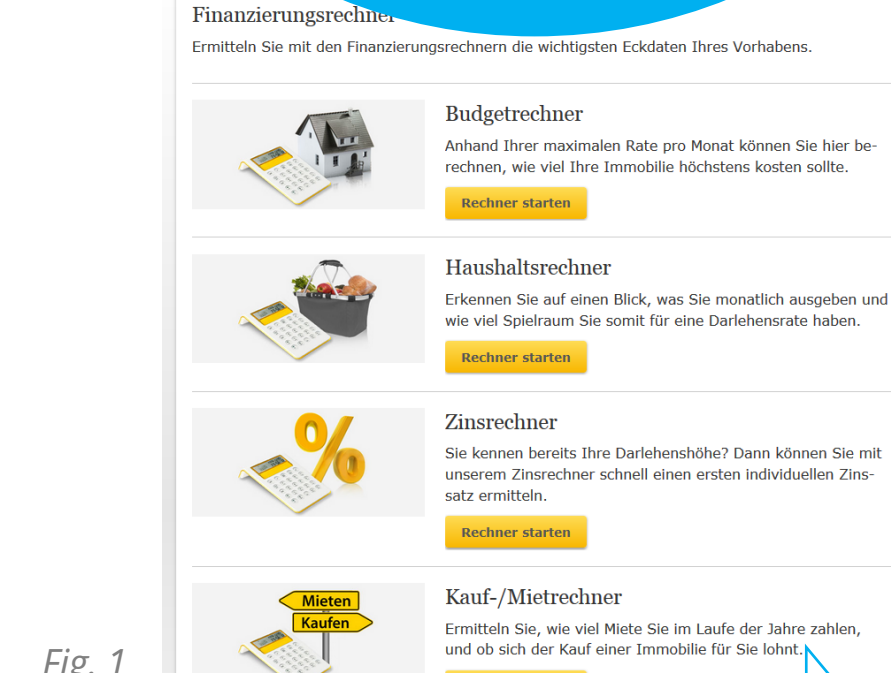 Finanzierungsrechner
Ermitteln Sie mit den Finanzierungsrechnern die wichtigsten Eckdaten Ihres Vorhabens.
Budgetrechner
Anhand Ihrer maximalen Rate pro Monat können Sie hier be-
rechnen, wie viel Ihre Immobilie höchstens kosten sollte.
Rechner starten
Haushaltsrechner
Erkennen Sie auf einen Blick, was Sie monatlich ausgeben und
wie viel Spielraum Sie somit für eine Darlehensrate haben.
Rechner starten
%
Zinsrechner
Sie kennen bereits Ihre Darlehenshöhe? Dann können Sie mit
unserem Zinsrechner schnell einen ersten individuellen Zins-
satz ermitteln.
Rechner starten
Mieten
Kaufen
Kauf-/Mietrechner
Ermitteln Sie, wie viel Miete Sie im Laufe der Jahre zahlen,
und ob sich der Kauf einer Immobilie für Sie lohnt.
Fig. 1